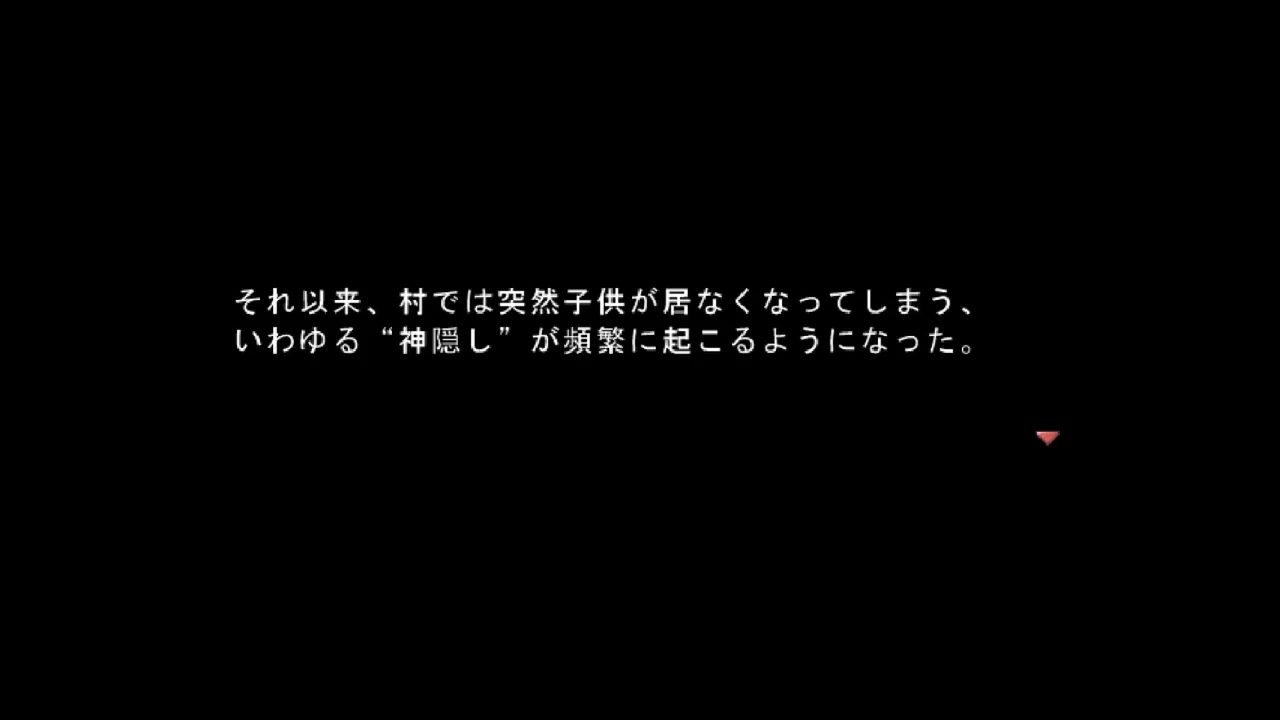 それ以来、村では突然子供が居なくなってしまう、
いわゆる“神隠し”が頻繁に起こるようになった。